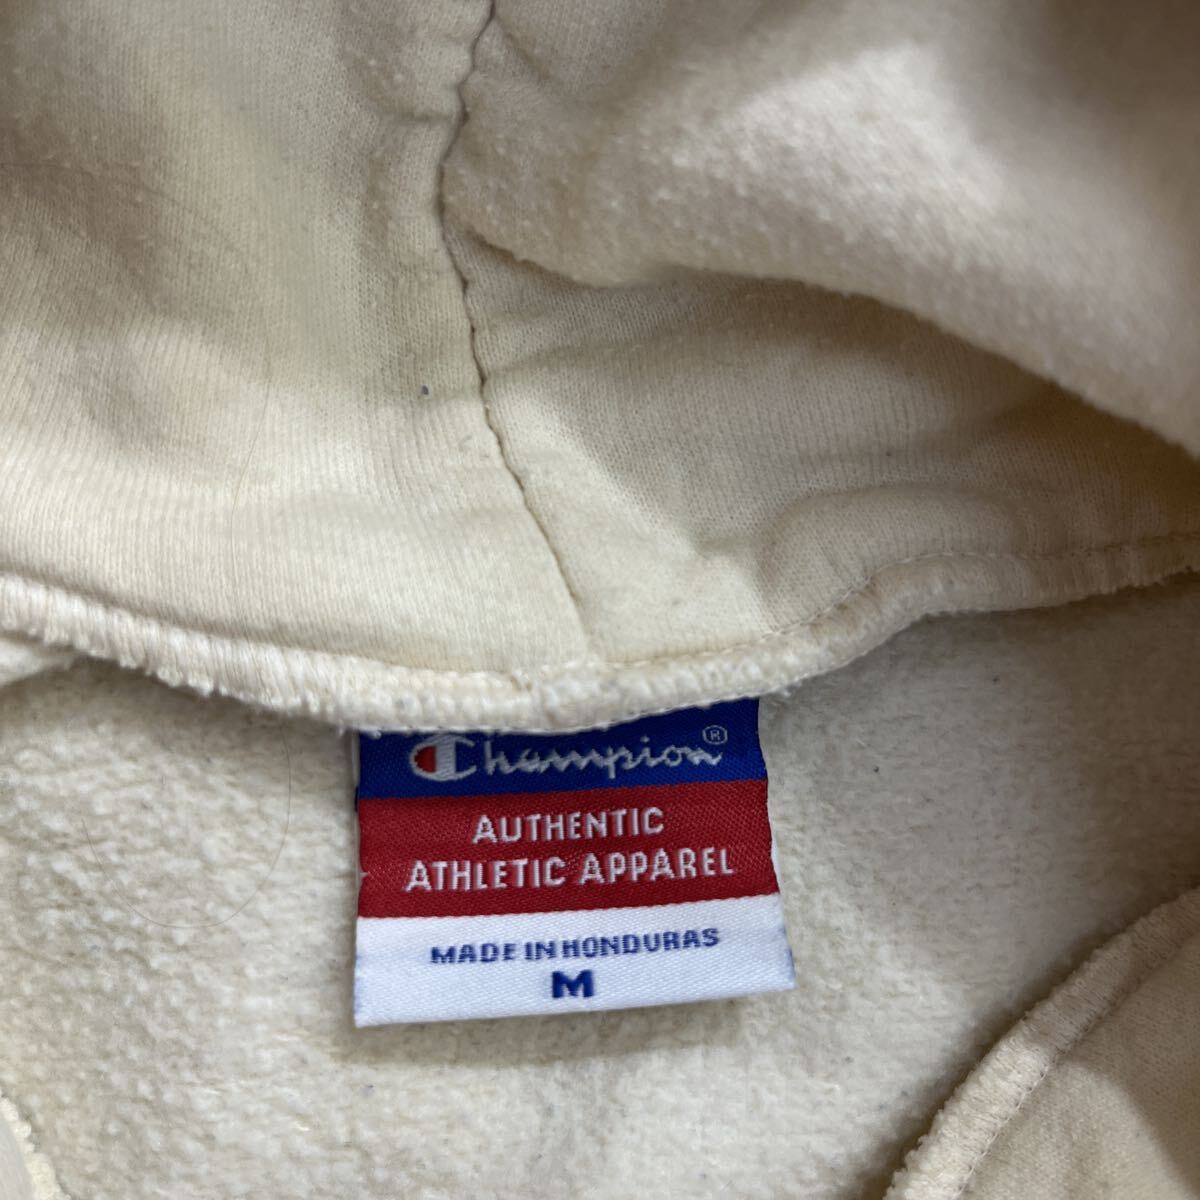 Champion®
AUTHENTIC
ATHLETIC APPAREL
MADE IN HONDURAS
M